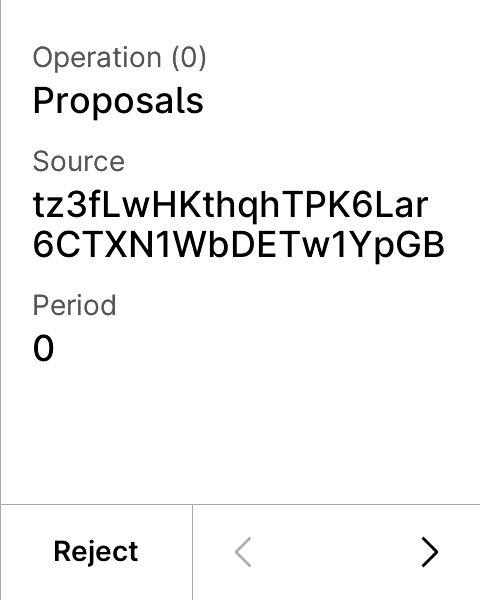 Operation (0)
Proposals
Source
tz3fLwHKthqhTPK6Lar
6CTXN1WbDETw1YpGB
Period
0
Reject